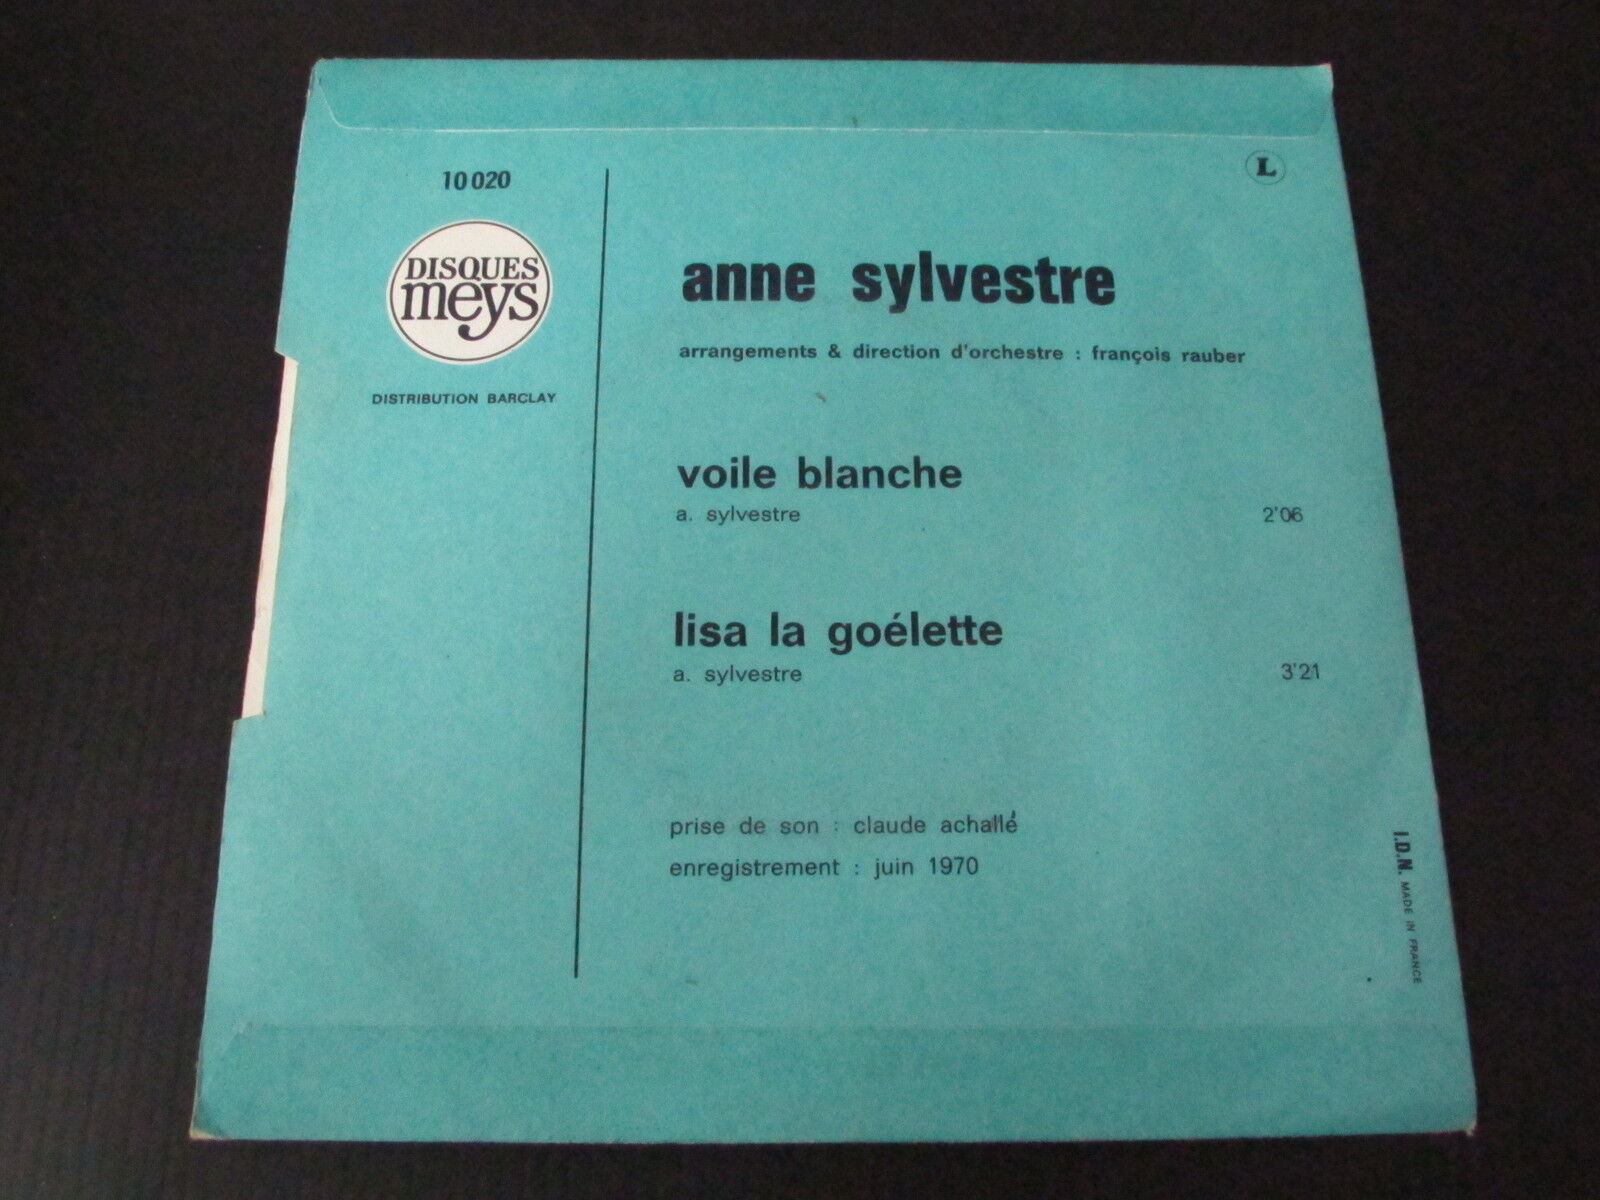 10 020
DISQUES
meys
DISTRIBUTION BARCLAY
L
anne sylvestre
arrangements & direction d'orchestre : françois rauber
voile blanche
a. sylvestre 2'06
lisa la goélette
a. sylvestre 3'21
prise de son : claude achallé
enregistrement : juin 1970
I.D.N. MADE IN FRANCE